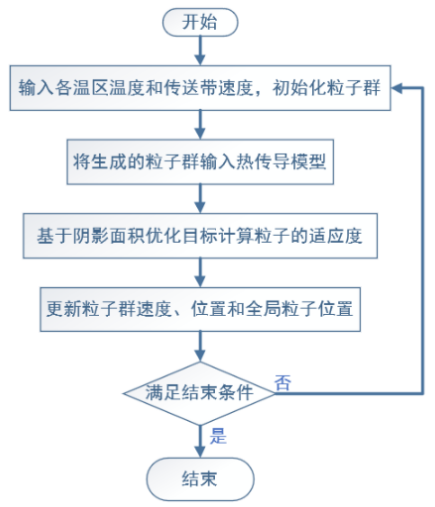 开始
输入各温区温度和传送带速度，初始化粒子群
将生成的粒子群输入热传导模型
基于阴影面积优化目标计算粒子的适应度
更新粒子群速度、位置和全局粒子位置
满足结束条件
否
是
结束